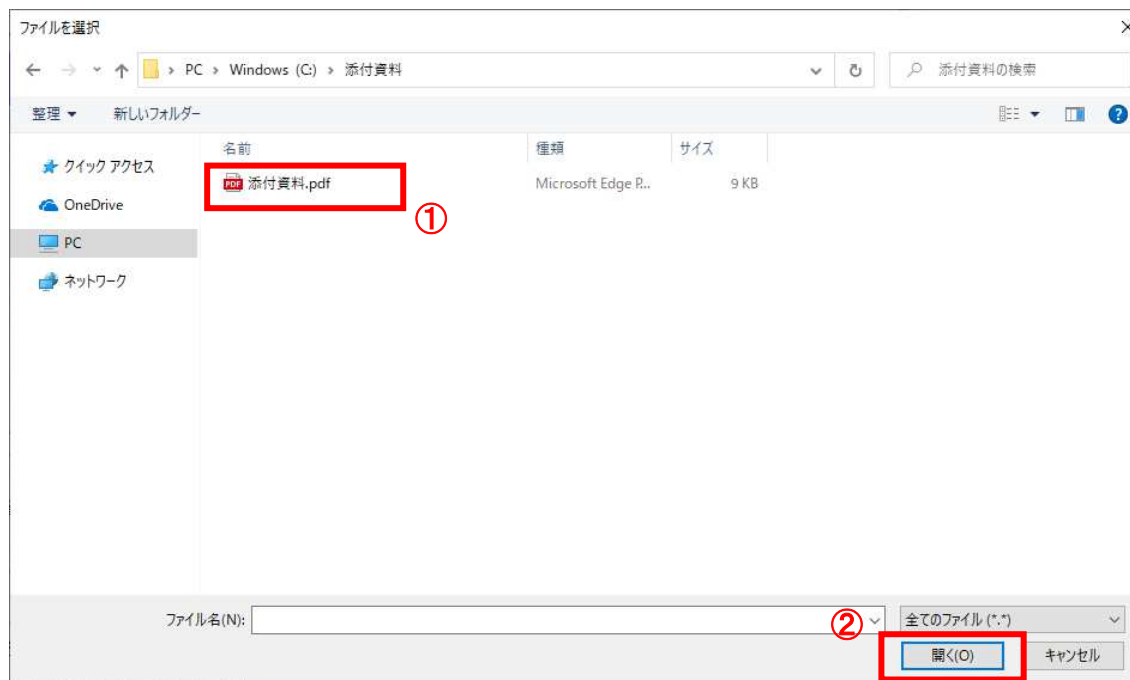 ファイルを選択
PC › Windows (C:) › 添付資料
添付資料の検索
整理
新しいフォルダー
名前
種類
サイズ
クイック アクセス
PDF 添付資料.pdf
Microsoft Edge P...
9 KB
①
OneDrive
PC
ネットワーク
ファイル名(N):
②
全てのファイル (*.*)
開く(O)
キャンセル